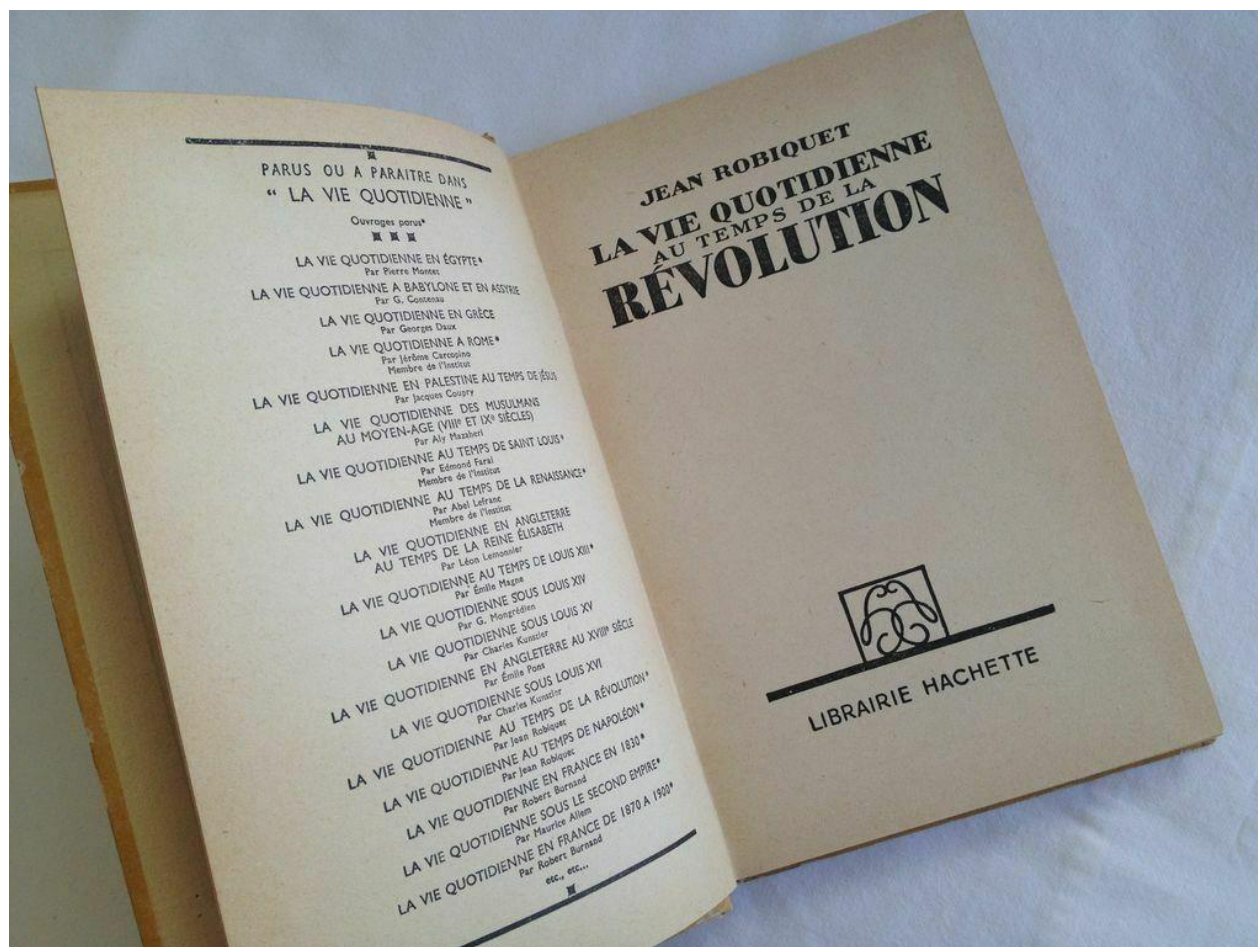 PARUS OU A PARAITRE DANS
“ LA VIE QUOTIDIENNE ”
Ouvrages parus*
LA VIE QUOTIDIENNE EN ÉGYPTE*
Par Pierre Montet
LA VIE QUOTIDIENNE A BABYLONE ET EN ASSYRIE
Par G. Contenau
LA VIE QUOTIDIENNE EN GRÈCE
Par Georges Daux
LA VIE QUOTIDIENNE A ROME*
Par Jérôme Carcopino
Membre de l'Institut
LA VIE QUOTIDIENNE EN PALESTINE AU TEMPS DE JÉSUS
Par Jacques Coupry
LA VIE QUOTIDIENNE DES MUSULMANS
AU MOYEN-AGE (VIIIe ET IXe SIÈCLES)
Par Aly Mazaheri
LA VIE QUOTIDIENNE AU TEMPS DE SAINT LOUIS*
Par Edmond Faral
Membre de l'Institut
LA VIE QUOTIDIENNE AU TEMPS DE LA RENAISSANCE*
Par Abel Lefranc
Membre de l'Institut
LA VIE QUOTIDIENNE EN ANGLETERRE
AU TEMPS DE LA REINE ÉLISABETH
Par Léon Lemonnier
LA VIE QUOTIDIENNE AU TEMPS DE LOUIS XIII*
Par Émile Magne
LA VIE QUOTIDIENNE SOUS LOUIS XIV
Par G. Mongrédien
LA VIE QUOTIDIENNE SOUS LOUIS XV
Par Charles Kunstler
LA VIE QUOTIDIENNE EN ANGLETERRE AU XVIIIe SIÈCLE
Par Émile Pons
LA VIE QUOTIDIENNE SOUS LOUIS XVI
Par Charles Kunstler
LA VIE QUOTIDIENNE AU TEMPS DE LA RÉVOLUTION*
Par Jean Robiquet
LA VIE QUOTIDIENNE AU TEMPS DE NAPOLÉON*
Par Jean Robiquet
LA VIE QUOTIDIENNE EN FRANCE EN 1830*
Par Robert Burnand
LA VIE QUOTIDIENNE SOUS LE SECOND EMPIRE*
Par Maurice Allem
LA VIE QUOTIDIENNE EN FRANCE DE 1870 A 1900*
Par Robert Burnand
etc., etc...
JEAN ROBIQUET
LA VIE QUOTIDIENNE
AU TEMPS DE LA
RÉVOLUTION
LIBRAIRIE HACHETTE